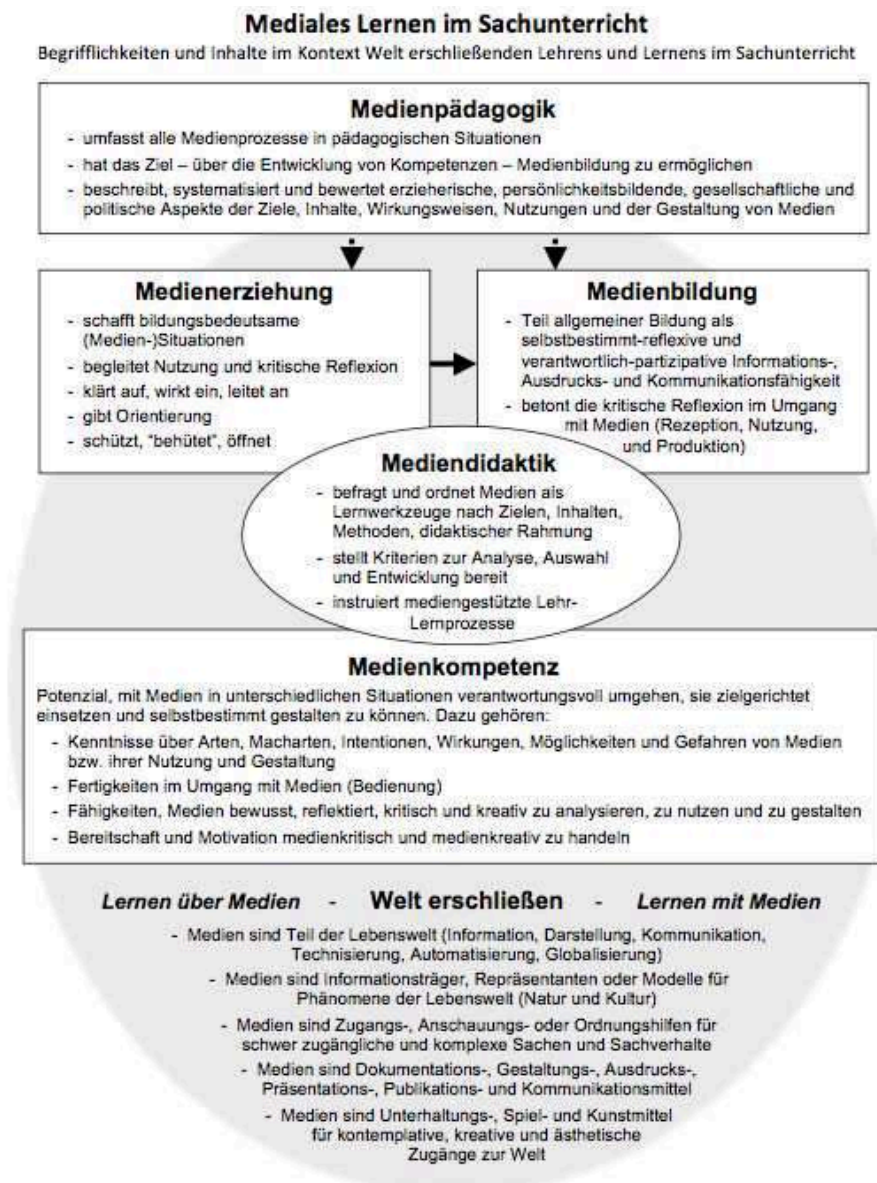 Mediales Lernen im Sachunterricht
Begrifflichkeiten und Inhalte im Kontext Welt erschließenden Lehrens und Lernens im Sachunterricht
Medienpädagogik
- umfasst alle Medienprozesse in pädagogischen Situationen
- hat das Ziel – über die Entwicklung von Kompetenzen – Medienbildung zu ermöglichen
- beschreibt, systematisiert und bewertet erzieherische, persönlichkeitsbildende, gesellschaftliche und
politische Aspekte der Ziele, Inhalte, Wirkungsweisen, Nutzungen und der Gestaltung von Medien
Medienerziehung
- schafft bildungsbedeutsame
(Medien-)Situationen
- begleitet Nutzung und kritische Reflexion
- klärt auf, wirkt ein, leitet an
- gibt Orientierung
- schützt, "behütet", öffnet
Medienbildung
- Teil allgemeiner Bildung als
selbstbestimmt-reflexive und
verantwortlich-partizipative Informations-,
Ausdrucks- und Kommunikationsfähigkeit
- betont die kritische Reflexion im Umgang
mit Medien (Rezeption, Nutzung,
und Produktion)
Mediendidaktik
- befragt und ordnet Medien als
Lernwerkzeuge nach Zielen, Inhalten,
Methoden, didaktischer Rahmung
- stellt Kriterien zur Analyse, Auswahl
und Entwicklung bereit
- instruiert mediengestützte Lehr-
Lernprozesse
Medienkompetenz
Potenzial, mit Medien in unterschiedlichen Situationen verantwortungsvoll umgehen, sie zielgerichtet
einsetzen und selbstbestimmt gestalten zu können. Dazu gehören:
- Kenntnisse über Arten, Macharten, Intentionen, Wirkungen, Möglichkeiten und Gefahren von Medien
bzw. ihrer Nutzung und Gestaltung
- Fertigkeiten im Umgang mit Medien (Bedienung)
- Fähigkeiten, Medien bewusst, reflektiert, kritisch und kreativ zu analysieren, zu nutzen und zu gestalten
- Bereitschaft und Motivation medienkritisch und medienkreativ zu handeln
Lernen über Medien - Welt erschließen - Lernen mit Medien
- Medien sind Teil der Lebenswelt (Information, Darstellung, Kommunikation,
Technisierung, Automatisierung, Globalisierung)
- Medien sind Informationsträger, Repräsentanten oder Modelle für
Phänomene der Lebenswelt (Natur und Kultur)
- Medien sind Zugangs-, Anschauungs- oder Ordnungshilfen für
schwer zugängliche und komplexe Sachen und Sachverhalte
- Medien sind Dokumentations-, Gestaltungs-, Ausdrucks-,
Präsentations-, Publikations- und Kommunikationsmittel
- Medien sind Unterhaltungs-, Spiel- und Kunstmittel
für kontemplative, kreative und ästhetische
Zugänge zur Welt